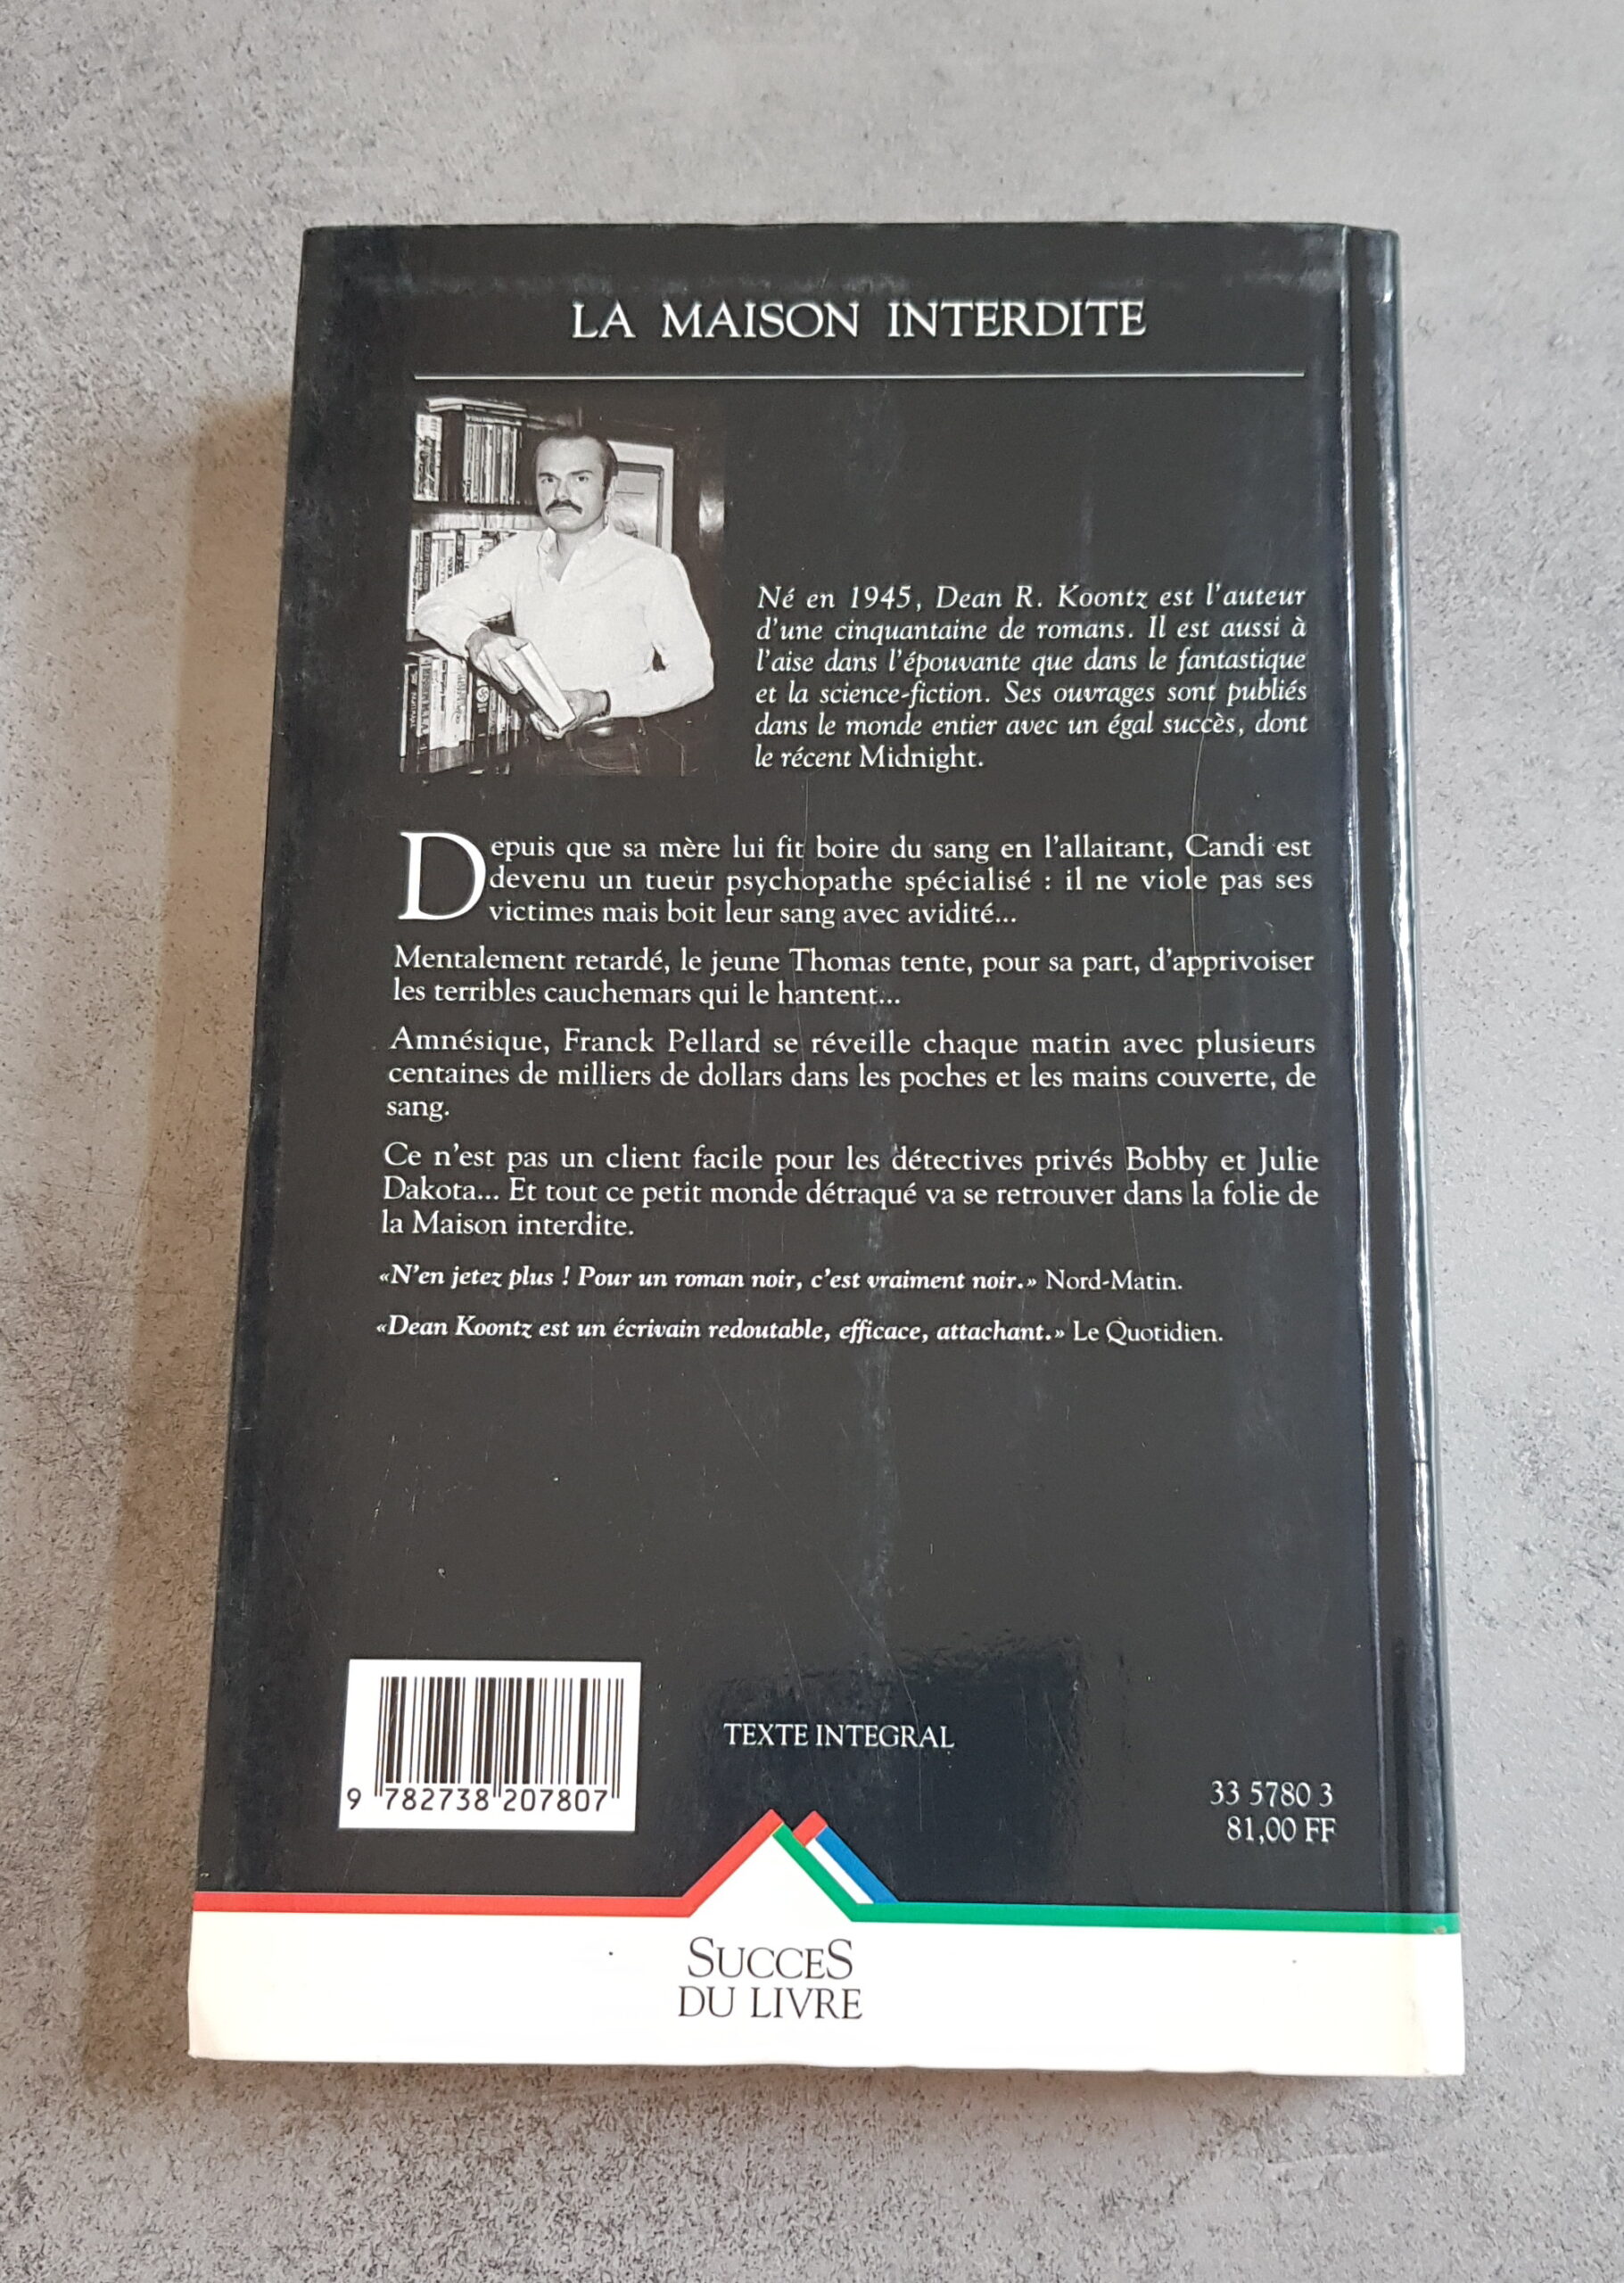 LA MAISON INTERDITE
Né en 1945, Dean R. Koontz est l'auteur
d'une cinquantaine de romans. Il est aussi à
l'aise dans l'épouvante que dans le fantastique
et la science-fiction. Ses ouvrages sont publiés
dans le monde entier avec un égal succès, dont
le récent Midnight.
Depuis que sa mère lui fit boire du sang en l'allaitant, Candi est
devenu un tueur psychopathe spécialisé : il ne viole pas ses
victimes mais boit leur sang avec avidité...
Mentalement retardé, le jeune Thomas tente, pour sa part, d'apprivoiser
les terribles cauchemars qui le hantent...
Amnésique, Franck Pellard se réveille chaque matin avec plusieurs
centaines de milliers de dollars dans les poches et les mains couverte, de
sang.
Ce n'est pas un client facile pour les détectives privés Bobby et Julie
Dakota... Et tout ce petit monde détraqué va se retrouver dans la folie de
la Maison interdite.
«N'en jetez plus ! Pour un roman noir, c'est vraiment noir.» Nord-Matin.
«Dean Koontz est un écrivain redoutable, efficace, attachant.» Le Quotidien.
TEXTE INTEGRAL
9 782738 207807
33 5780 3
81,00 FF
SUCCES
DU LIVRE